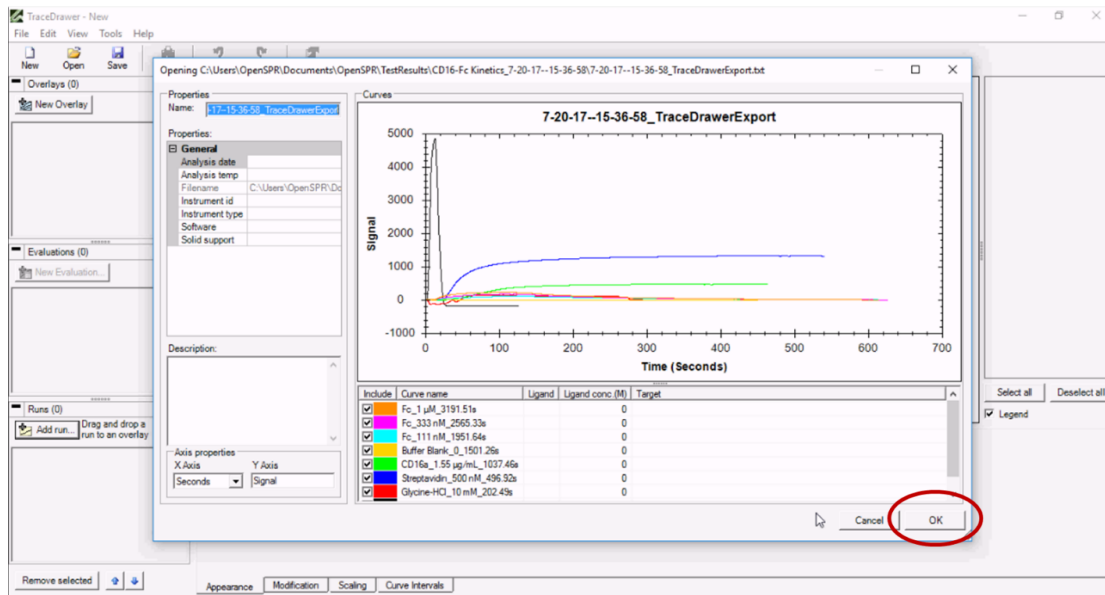 TraceDrawer - New
File Edit View Tools Help
New Open Save
Overlays (0)
New Overlay
Evaluations (0)
New Evaluation...
Runs (0)
Add run...
Drag and drop a
run to an overlay
Remove selected
Opening C:\Users\OpenSPR\Documents\OpenSPR\TestResults\CD16-Fc Kinetics_7-20-17--15-36-58\7-20-17--15-36-58_TraceDrawerExport.txt
Properties
Name: -17--15-36-58_TraceDrawerExport
Properties:
General
Analysis date
Analysis temp
Filename C:\Users\OpenSPR\Do
Instrument id
Instrument type
Software
Solid support
Description:
Axis properties
X Axis Y Axis
Seconds Signal
Curves
7-20-17--15-36-58_TraceDrawerExport
Signal
5000
4000
3000
2000
1000
0
-1000
0 100 200 300 400 500 600 700
Time (Seconds)
Include Curve name Ligand Ligand conc.(M) Target
Fc_1 µM_3191.51s 0
Fc_333 nM_2565.33s 0
Fc_111 nM_1951.64s 0
Buffer Blank_0_1501.26s 0
CD16a_1.55 µg/mL_1037.46s 0
Streptavidin_500 nM_496.92s 0
Glycine-HCl_10 mM_202.49s 0
Cancel OK
Select all Deselect all
Legend
Appearance Modification Scaling Curve Intervals